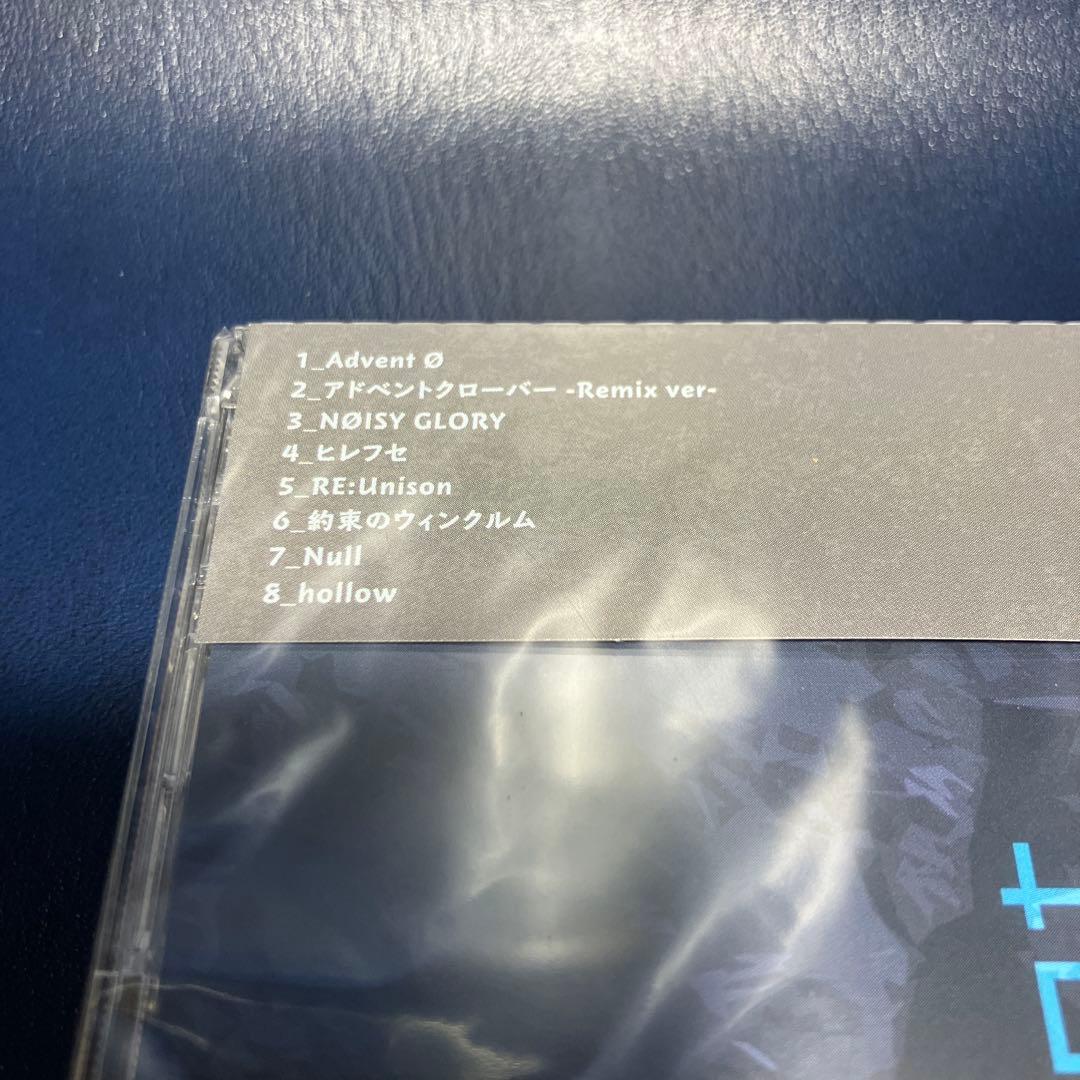 1_Advent Ø
2_アドベントクローバー -Remix ver-
3_NØISY GLORY
4_ヒレフセ
5_RE:Unison
6_約束のウィンクルム
7_Null
8_hollow